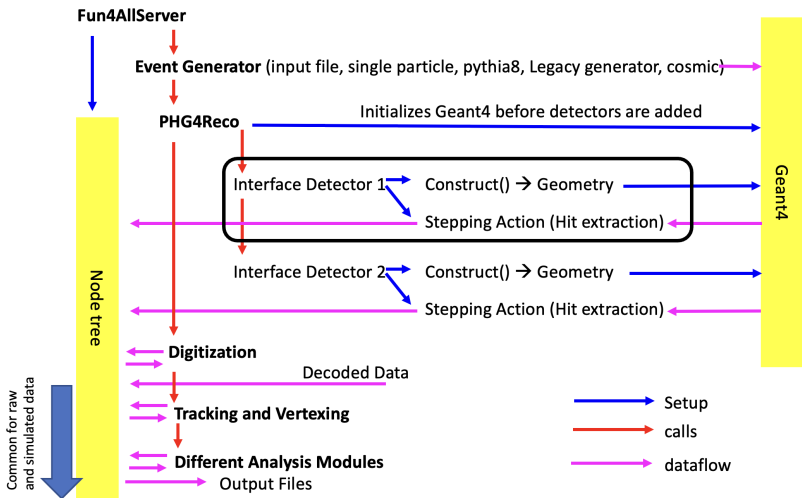 Fun4AllServer
Event Generator (input file, single particle, pythia8, Legacy generator, cosmic)
Initializes Geant4 before detectors are added
PHG4Reco
Interface Detector 1
Construct() → Geometry
Stepping Action (Hit extraction)
Interface Detector 2
Construct() → Geometry
Stepping Action (Hit extraction)
Geant4
Node tree
Digitization
Decoded Data
Tracking and Vertexing
Different Analysis Modules
Output Files
Common for raw
and simulated data
Setup
calls
dataflow